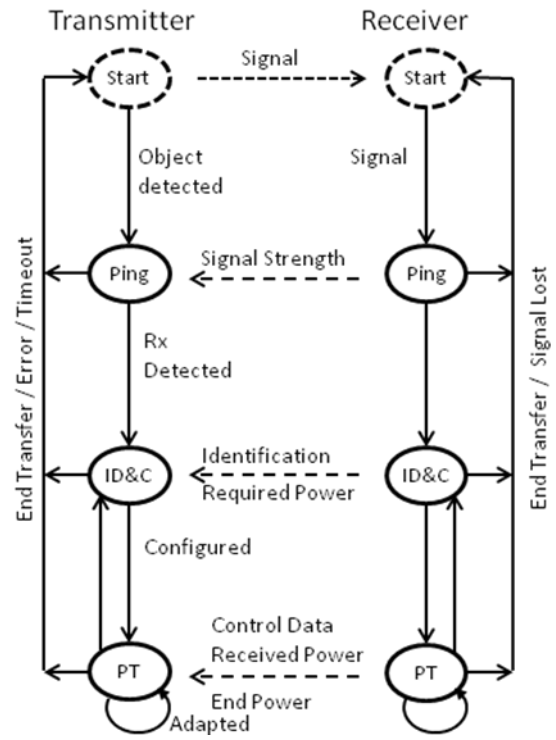 Transmitter
Receiver
Start
Signal
Start
Object
detected
Signal
Ping
Signal Strength
Ping
Rx
Detected
ID&C
Identification
Required Power
ID&C
Configured
Control Data
Received Power
PT
End Power
PT
Adapted
End Transfer / Error / Timeout
End Transfer / Signal Lost